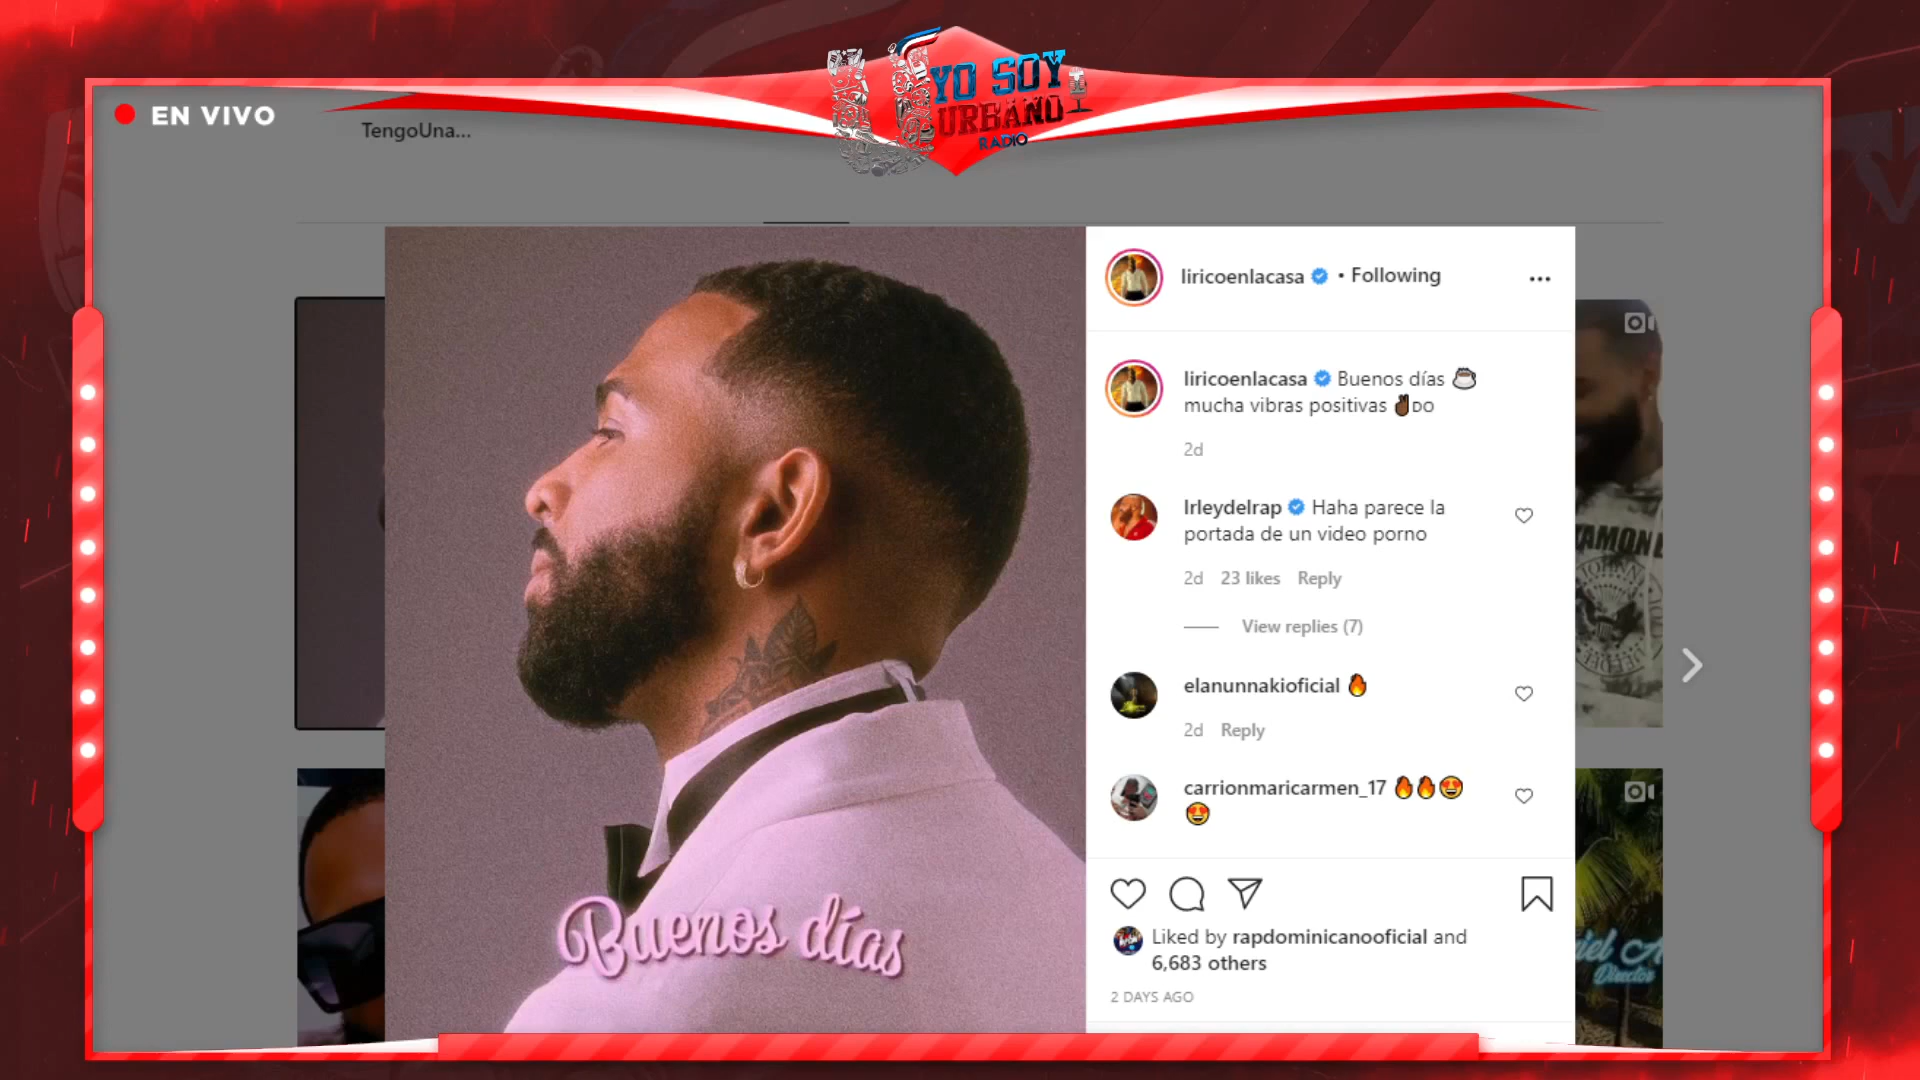 EN VIVO
TengoUna...
YO SOY
URBANO
RADIO
liricoenlacasa • Following
liricoenlacasa Buenos días ☕
mucha vibras positivas ✌🏿DO
2d
lrleydelrap Haha parece la
portada de un video porno
2d 23 likes Reply
View replies (7)
elanunnakioficial 🔥
2d Reply
carrionmaricarmen_17 🔥🔥😍
😍
Liked by rapdominicanooficial and
6,683 others
2 DAYS AGO
Buenos días
Director